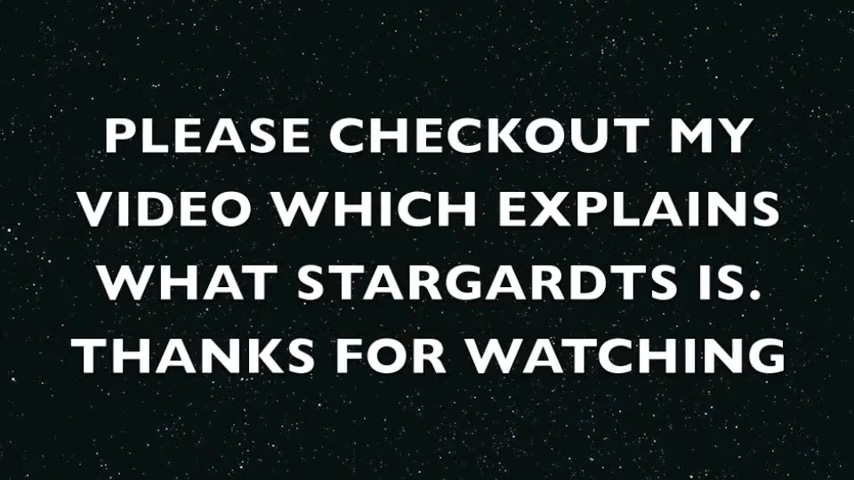 PLEASE CHECKOUT MY
VIDEO WHICH EXPLAINS
WHAT STARGARDTS IS.
THANKS FOR WATCHING